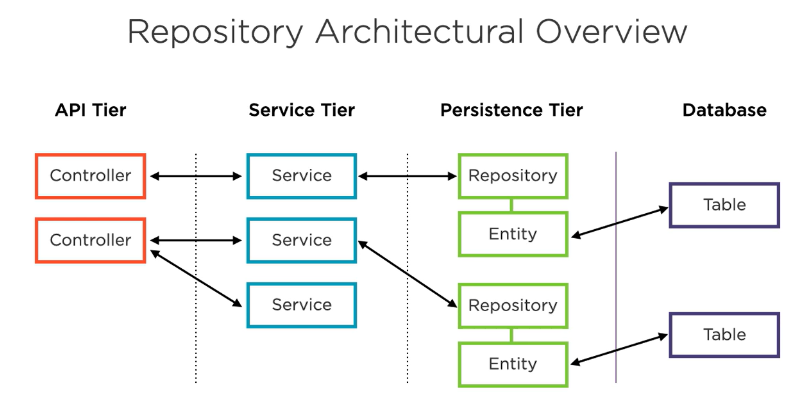 Repository Architectural Overview
API Tier
Service Tier
Persistence Tier
Database
Controller
Service
Repository
Table
Entity
Controller
Service
Service
Repository
Table
Entity